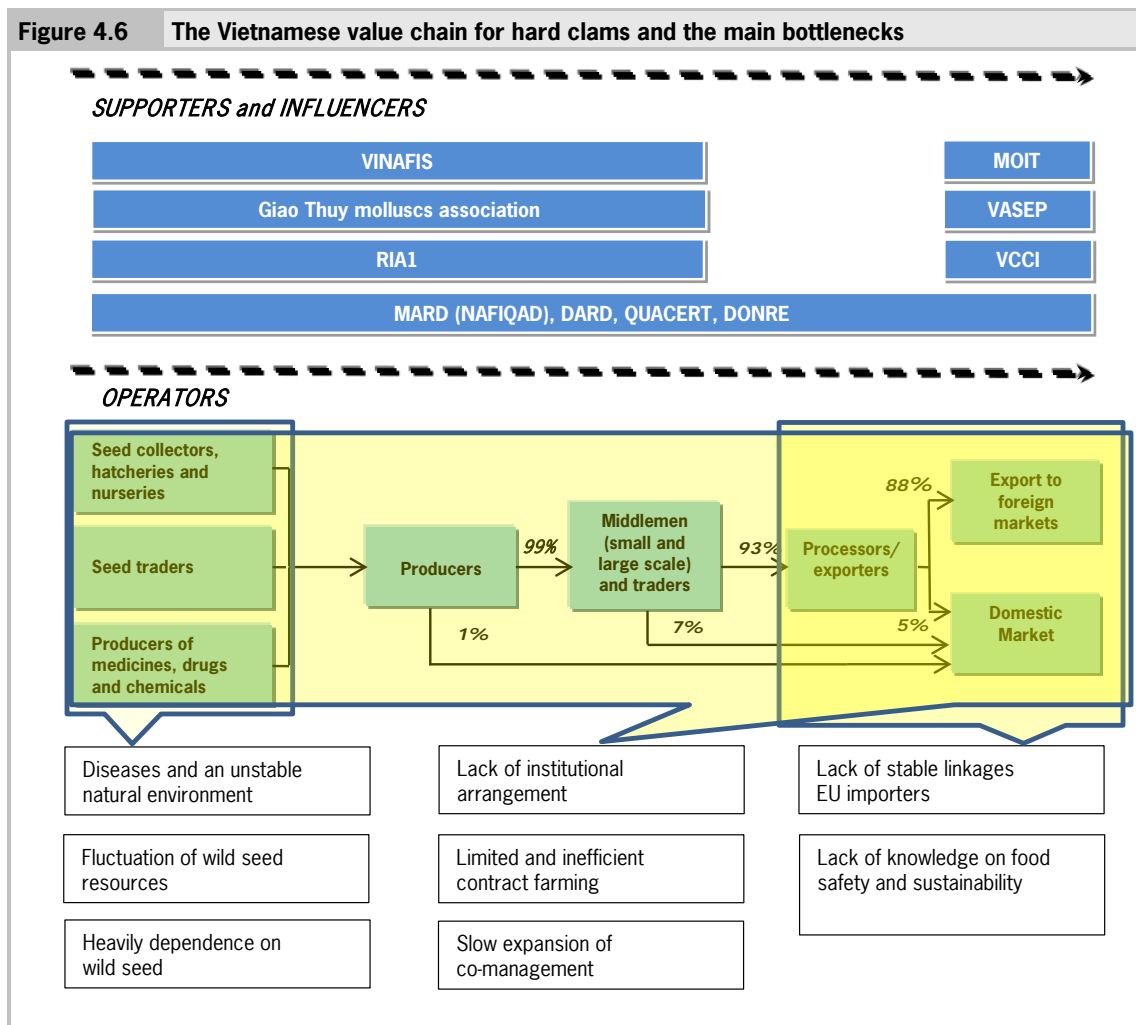 Figure 4.6 The Vietnamese value chain for hard clams and the main bottlenecks
SUPPORTERS and INFLUENCERS
VINAFIS
MOIT
Giao Thuy molluscs association
VASEP
RIA1
VCCI
MARD (NAFIQAD), DARD, QUACERT, DONRE
OPERATORS
Seed collectors,
hatcheries and
nurseries
Seed traders
Producers of
medicines, drugs
and chemicals
Producers
99%
1%
Middlemen
(small and
large scale)
and traders
93%
7%
Processors/
exporters
88%
5%
Export to
foreign
markets
Domestic
Market
Diseases and an unstable
natural environment
Fluctuation of wild seed
resources
Heavily dependence on
wild seed
Lack of institutional
arrangement
Limited and inefficient
contract farming
Slow expansion of
co-management
Lack of stable linkages
EU importers
Lack of knowledge on food
safety and sustainability